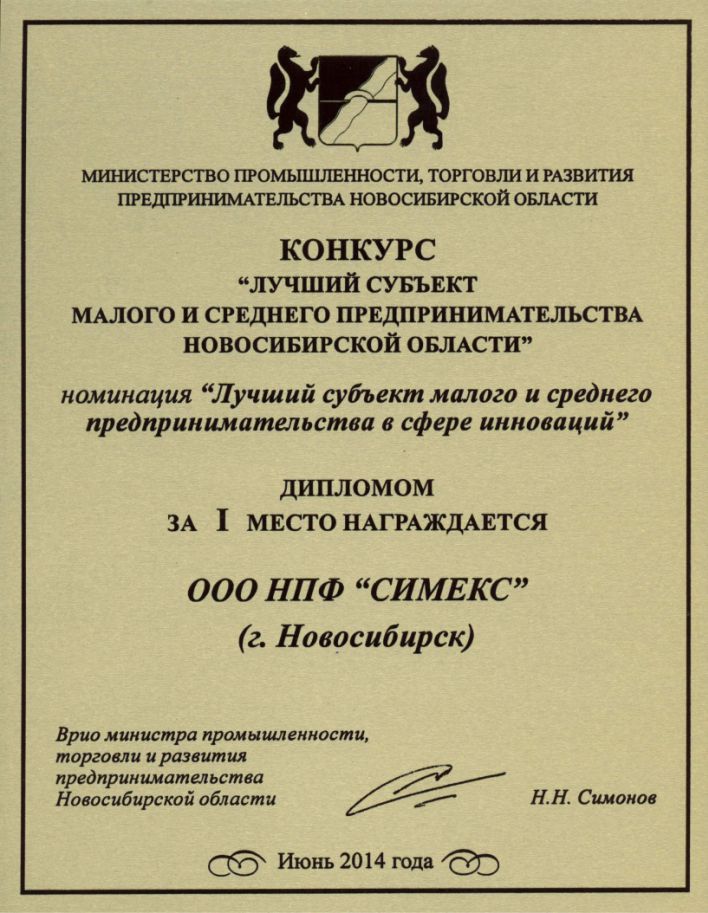 МИНИСТЕРСТВО ПРОМЫШЛЕННОСТИ, ТОРГОВЛИ И РАЗВИТИЯ
ПРЕДПРИНИМАТЕЛЬСТВА НОВОСИБИРСКОЙ ОБЛАСТИ
КОНКУРС
“ЛУЧШИЙ СУБЪЕКТ
МАЛОГО И СРЕДНЕГО ПРЕДПРИНИМАТЕЛЬСТВА
НОВОСИБИРСКОЙ ОБЛАСТИ”
номинация “Лучший субъект малого и среднего
предпринимательства в сфере инноваций”
ДИПЛОМОМ
ЗА I МЕСТО НАГРАЖДАЕТСЯ
ООО НПФ “СИМЕКС”
(г. Новосибирск)
Врио министра промышленности,
торговли и развития
предпринимательства
Новосибирской области
Н.Н. Симонов
Июнь 2014 года